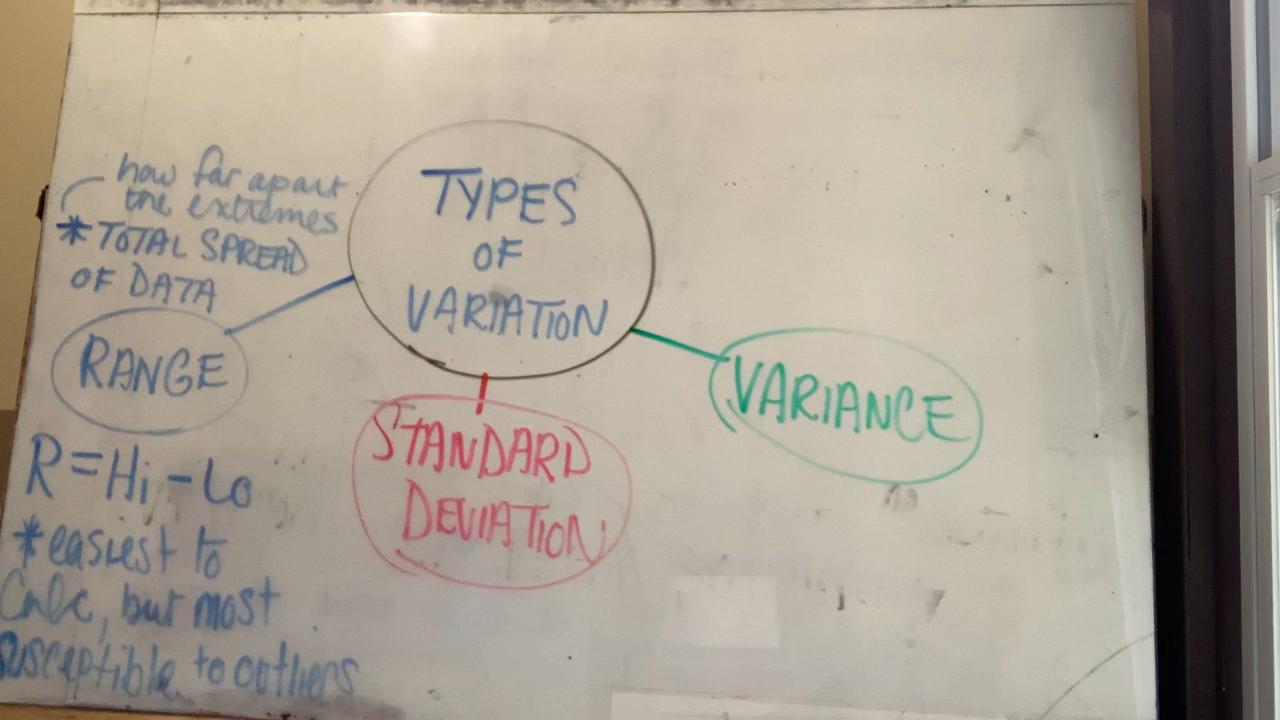 TYPES
OF
VARIATION
how far apart
the extremes
* TOTAL SPREAD
OF DATA
RANGE
R = Hi - Lo
* easiest to
Calc, but most
susceptible to outliers
STANDARD
DEVIATION
VARIANCE